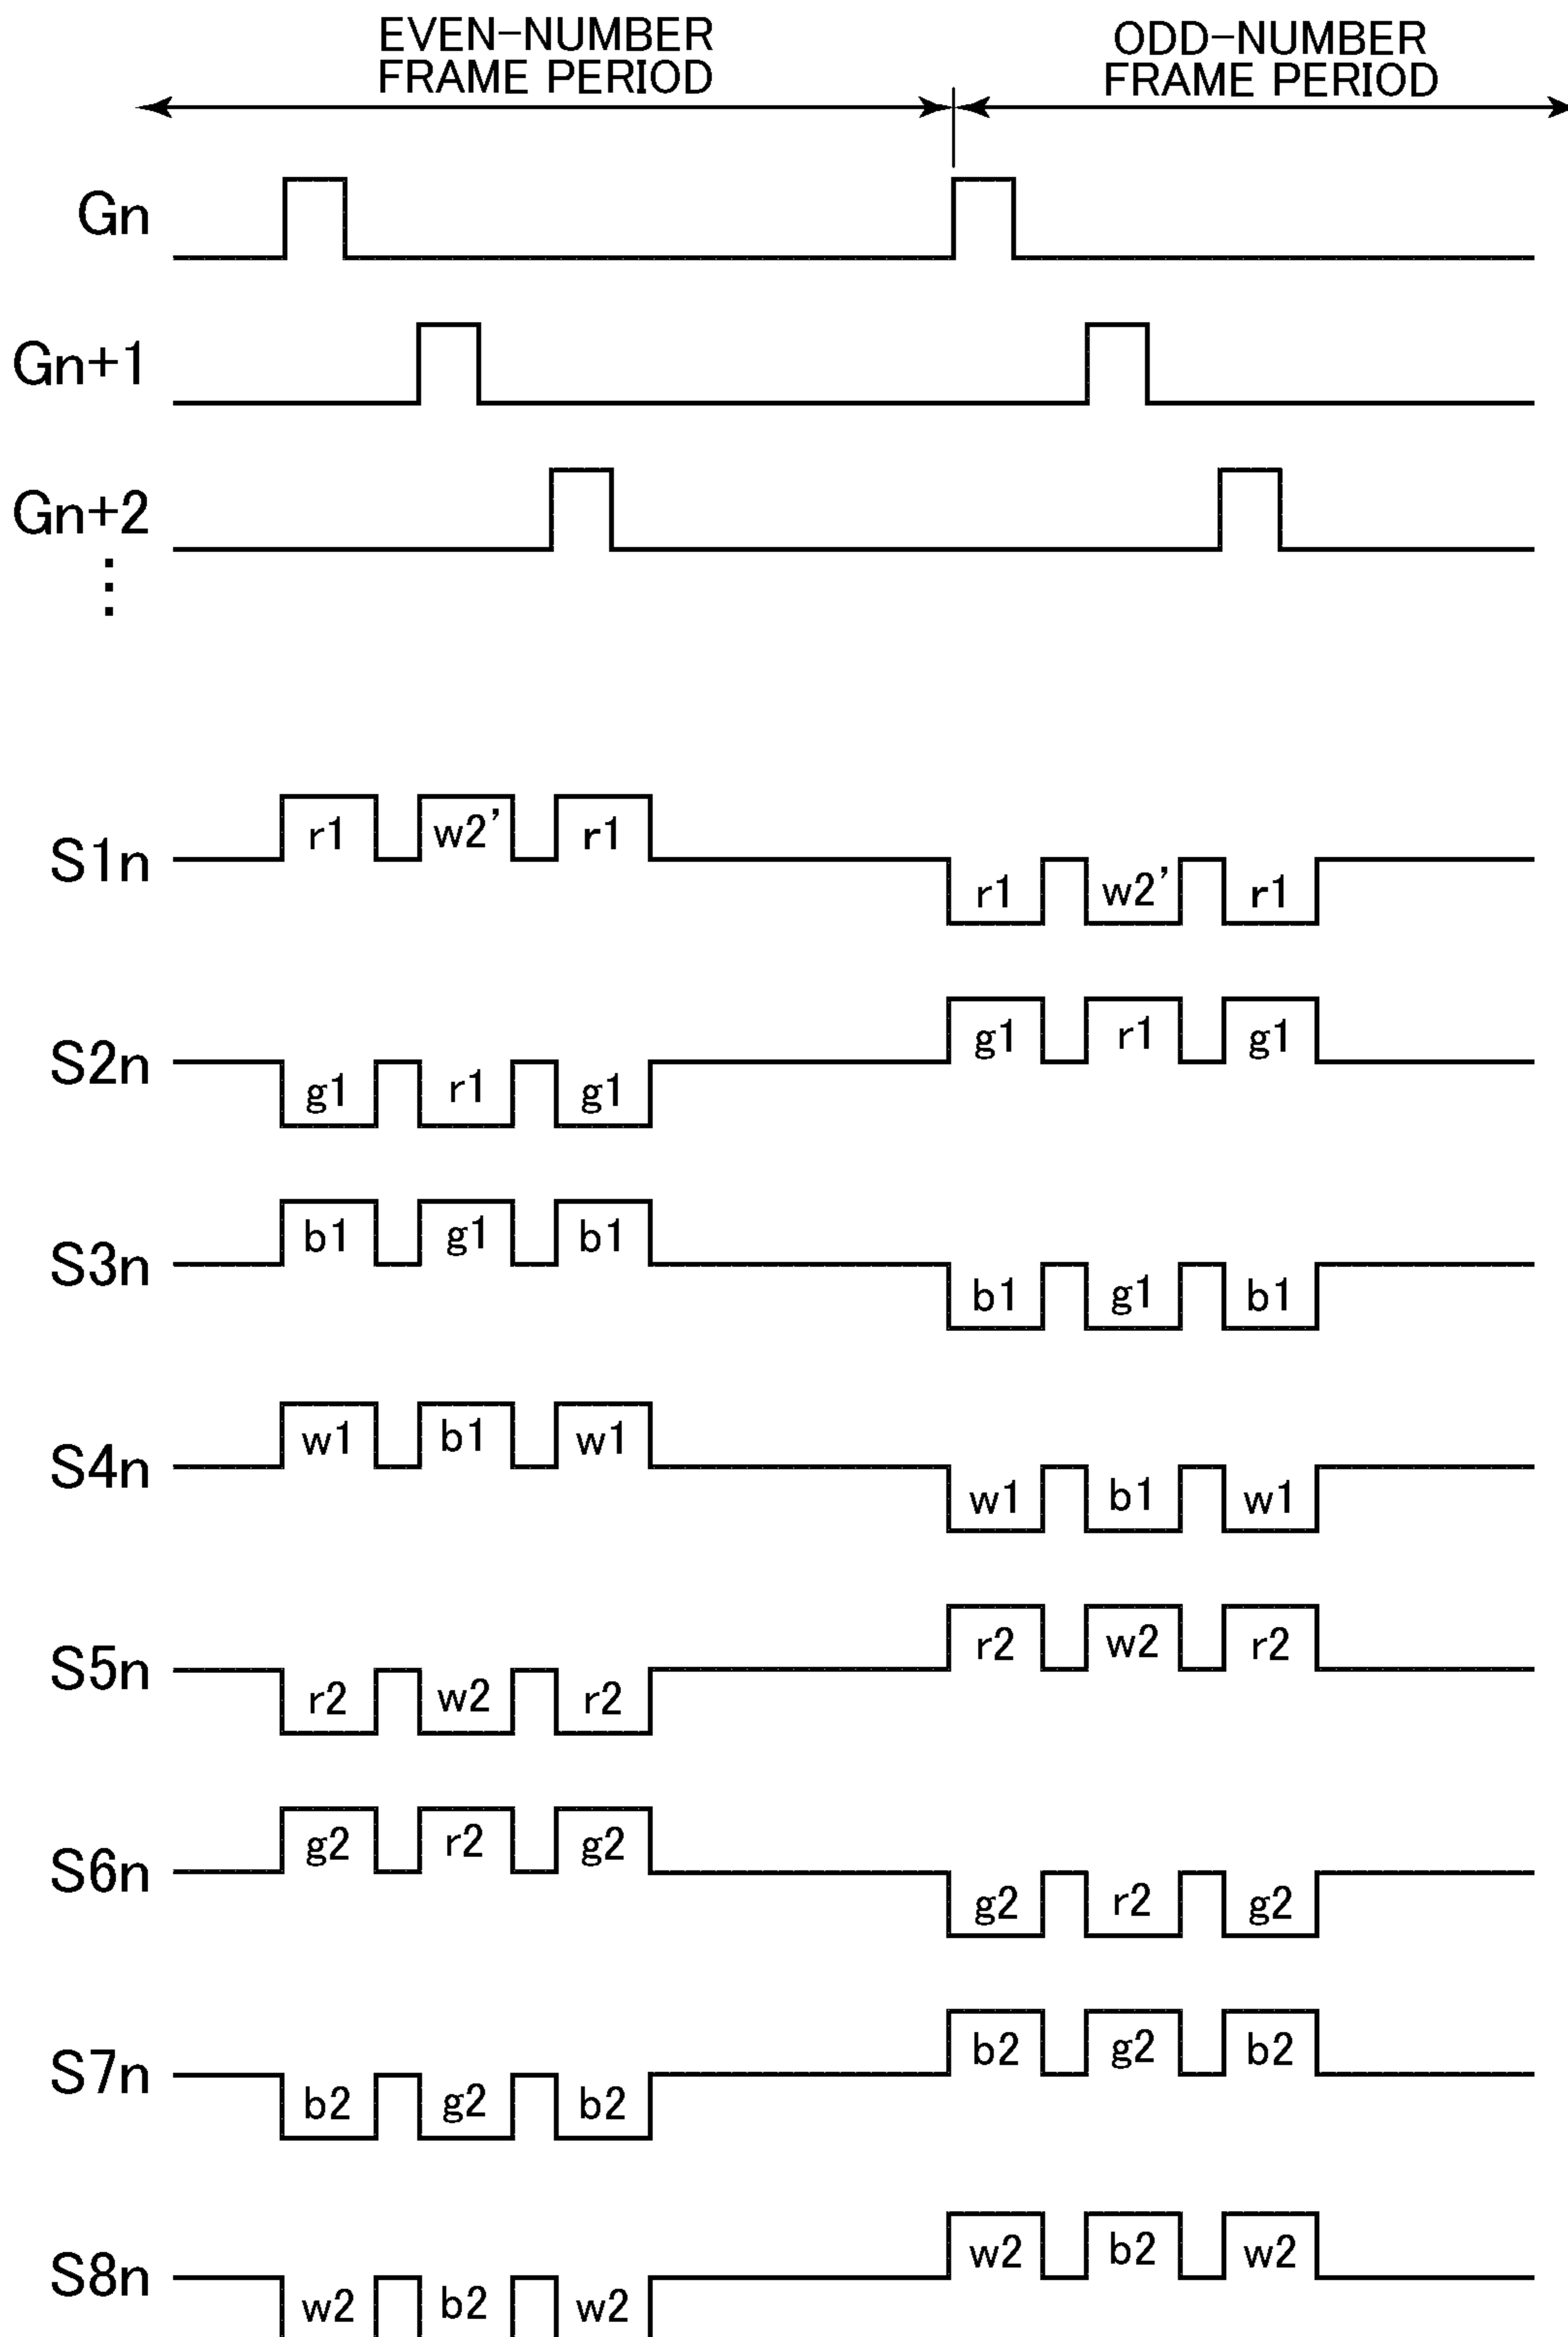 EVEN-NUMBER
FRAME PERIOD
ODD-NUMBER
FRAME PERIOD
Gn
Gn+1
Gn+2
⋮
S1n r1 w2' r1 r1 w2' r1
S2n g1 r1 g1 g1 r1 g1
S3n b1 g1 b1 b1 g1 b1
S4n w1 b1 w1 w1 b1 w1
S5n r2 w2 r2 r2 w2 r2
S6n g2 r2 g2 g2 r2 g2
S7n b2 g2 b2 b2 g2 b2
S8n w2 b2 w2 w2 b2 w2